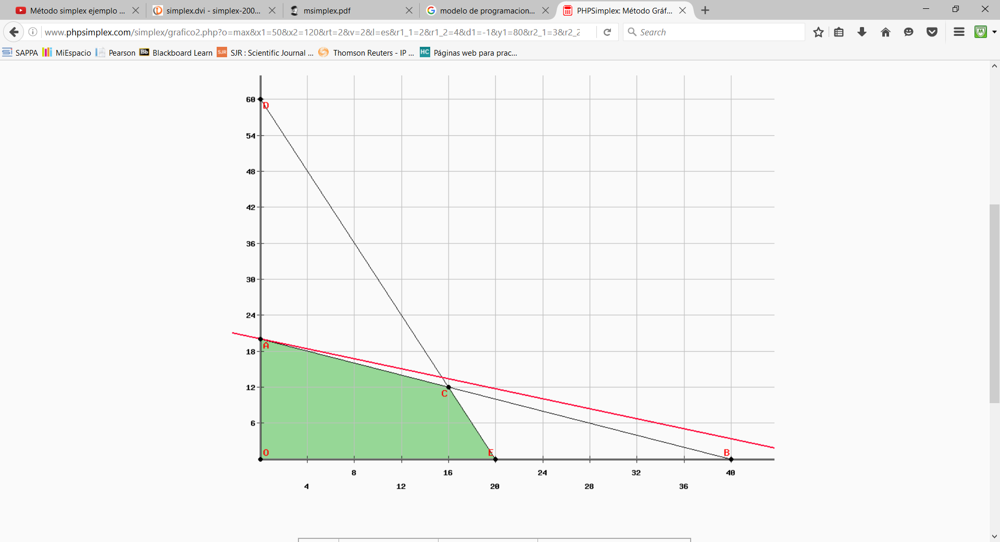 Método simplex ejemplo ... simplex.dvi - simplex-200... msimplex.pdf modelo de programacion... PHPSimplex: Método Gráf...
www.phpsimplex.com/simplex/grafico2.php?o=max&x1=50&x2=120&rt=2&v=2&l=es&r1_1=2&r1_2=4&d1=-1&y1=80&r2_1=3&r2_2 Search
SAPPA MiEspacio Pearson Bb Blackboard Learn SJR SJR : Scientific Journal ... Thomson Reuters - IP ... HC Páginas web para prac...
60
D
54
48
42
36
30
24
A
18
12
C
6
O E B
8 16 24 32 40
4 12 20 28 36